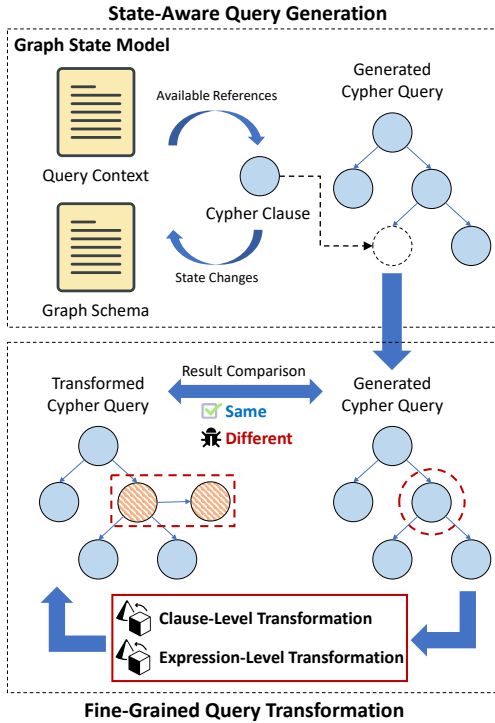 State-Aware Query Generation
Graph State Model
Query Context
Available References
Cypher Clause
State Changes
Graph Schema
Generated
Cypher Query
Transformed
Cypher Query
Result Comparison
Same
Different
Generated
Cypher Query
Clause-Level Transformation
Expression-Level Transformation
Fine-Grained Query Transformation